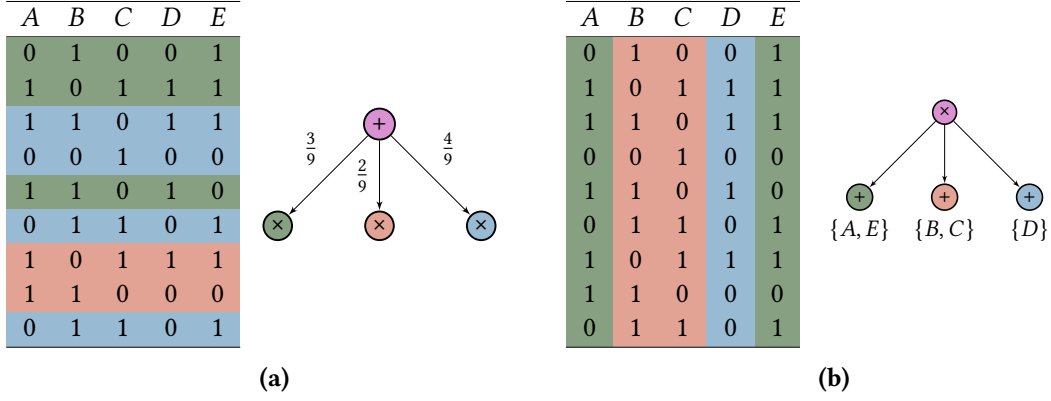 A B C D E
0 1 0 0 1
1 0 1 1 1
1 1 0 1 1
0 0 1 0 0
1 1 0 1 0
0 1 1 0 1
1 0 1 1 1
1 1 0 0 0
0 1 1 0 1
+
3/9
2/9
4/9
× × ×
(a)
A B C D E
0 1 0 0 1
1 0 1 1 1
1 1 0 1 1
0 0 1 0 0
1 1 0 1 0
0 1 1 0 1
1 0 1 1 1
1 1 0 0 0
0 1 1 0 1
×
+ + +
{A, E} {B, C} {D}
(b)